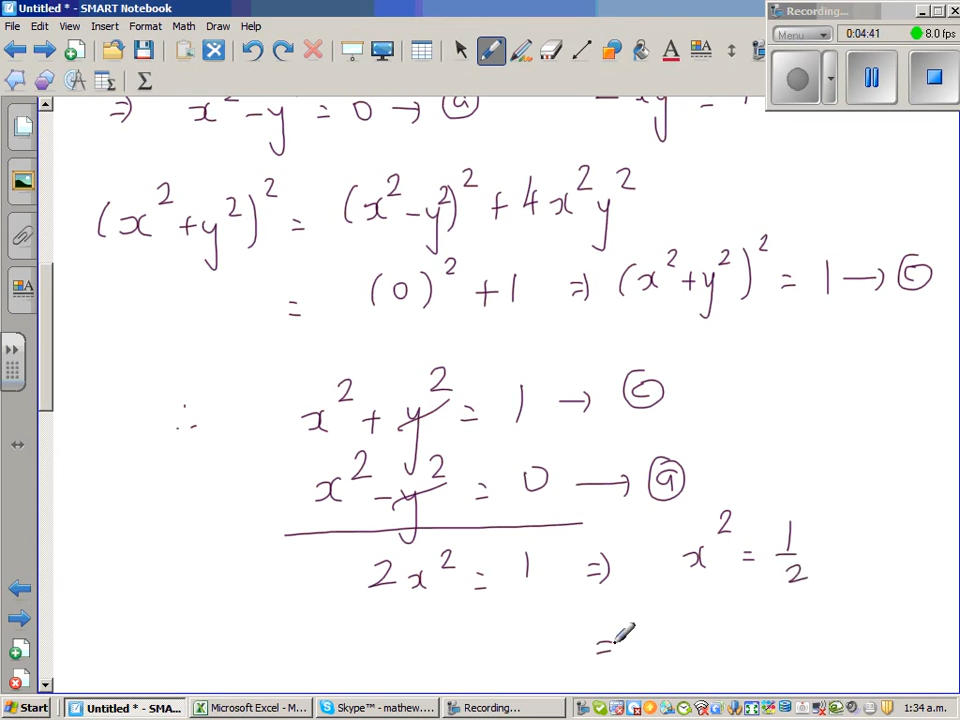 Untitled * - SMART Notebook
Recording...
File Edit View Insert Format Math Draw Help
Menu 0:04:41 8.0 fps
⇒ x² - y = 0 → ⓐ
(x² + y²)² = (x² - y²)² + 4x²y²
= (0)² + 1 ⇒ (x² + y²)² = 1 → ⓒ
∴ x² + y² = 1 → ⓒ
x² - y² = 0 → ⓐ
2x² = 1 ⇒ x² = 1/2
=
Start Untitled * - SMA... Microsoft Excel - M... Skype™ - mathew.... Recording... 1:34 a.m.